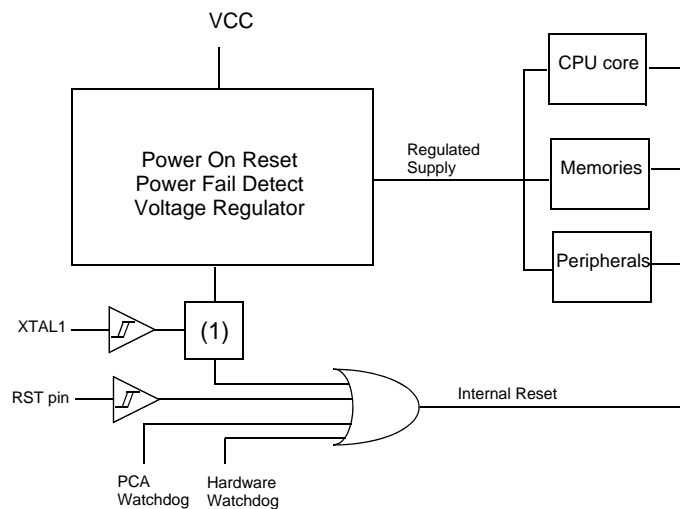 VCC
CPU core
Power On Reset
Power Fail Detect
Voltage Regulator
Regulated
Supply
Memories
Peripherals
XTAL1
(1)
RST pin
Internal Reset
PCA
Watchdog
Hardware
Watchdog